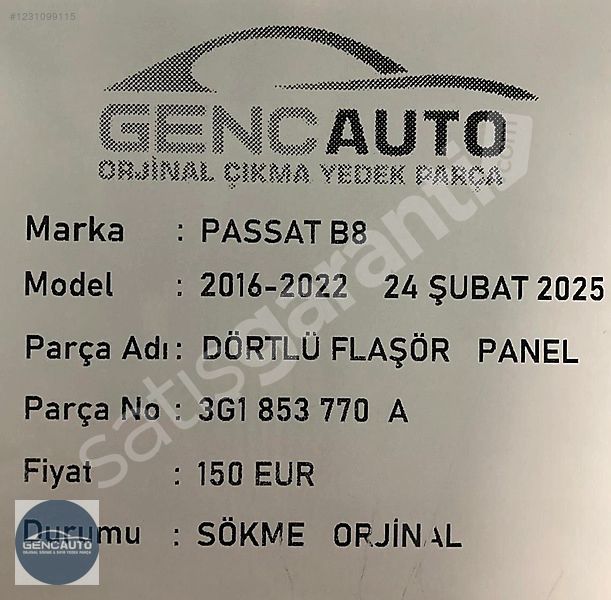 #1231099115
GENCAUTO
ORJİNAL ÇIKMA YEDEK PARÇA
Marka : PASSAT B8
Model : 2016-2022 24 ŞUBAT 2025
Parça Adı : DÖRTLÜ FLAŞÖR PANEL
Parça No : 3G1 853 770 A
Fiyat : 150 EUR
Durumu : SÖKME ORJİNAL
satışgaranti.com
GENCAUTO